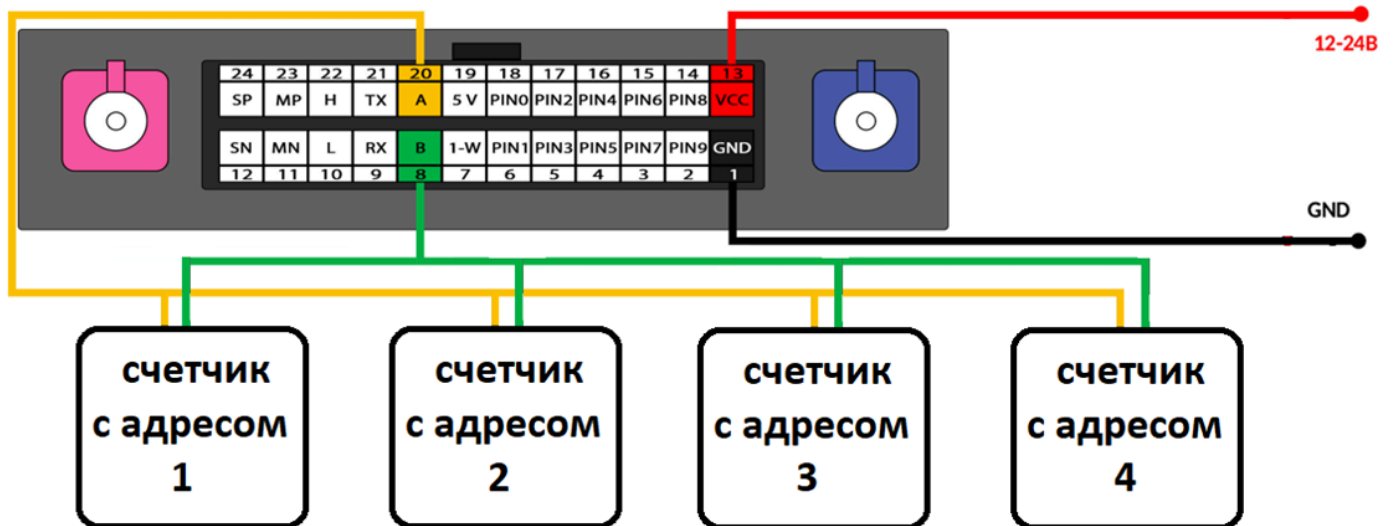 12-24В
24 23 22 21 20 19 18 17 16 15 14 13
SP MP H TX A 5 V PIN0 PIN2 PIN4 PIN6 PIN8 VCC
SN MN L RX B 1-W PIN1 PIN3 PIN5 PIN7 PIN9 GND
12 11 10 9 8 7 6 5 4 3 2 1
GND
счетчик
с адресом
1
счетчик
с адресом
2
счетчик
с адресом
3
счетчик
с адресом
4